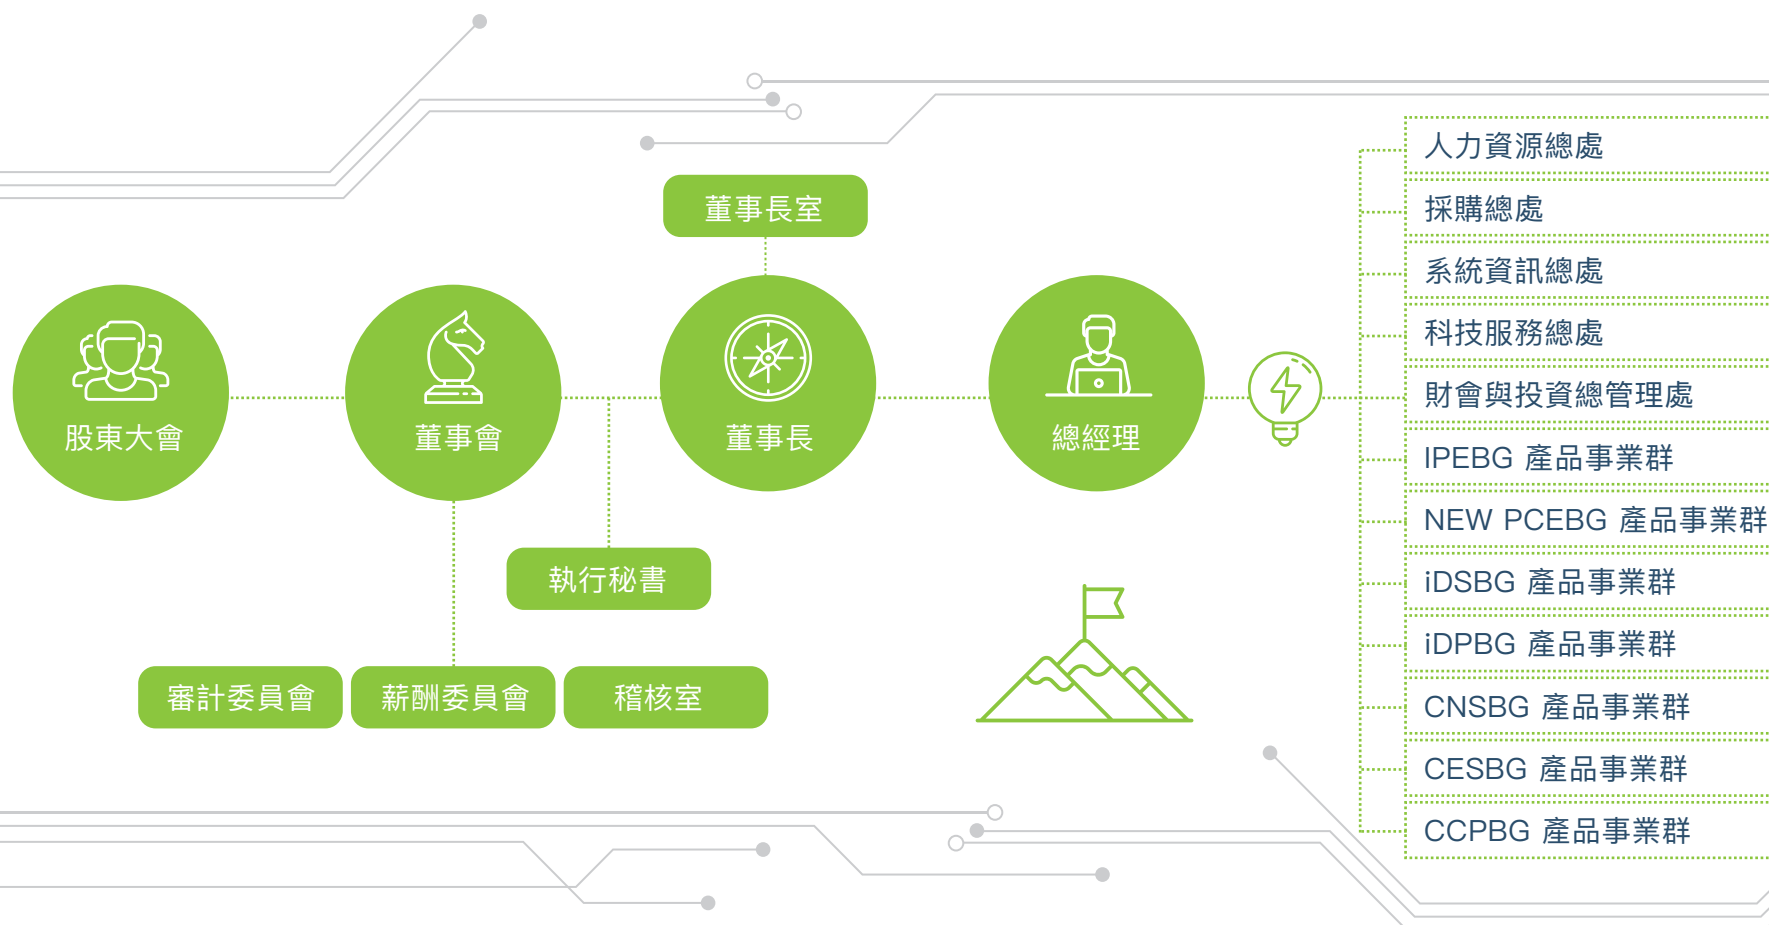 董事長室
股東大會
董事會
董事長
總經理
執行秘書
審計委員會
薪酬委員會
稽核室
人力資源總處
採購總處
系統資訊總處
科技服務總處
財會與投資總管理處
IPEBG 產品事業群
NEW PCEBG 產品事業群
iDSBG 產品事業群
iDPBG 產品事業群
CNSBG 產品事業群
CESBG 產品事業群
CCPBG 產品事業群